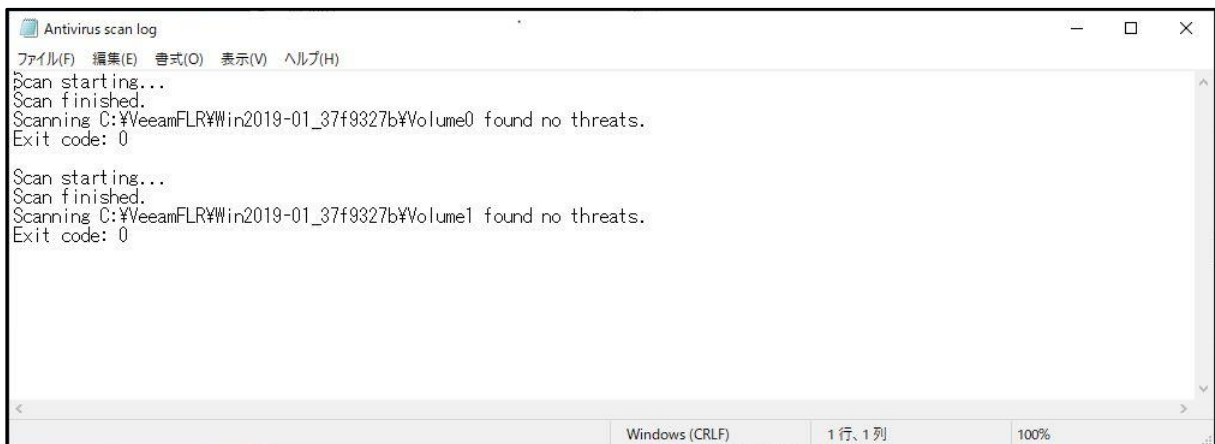 Antivirus scan log
ファイル(F) 編集(E) 書式(O) 表示(V) ヘルプ(H)
Scan starting...
Scan finished.
Scanning C:¥VeeamFLR¥Win2019-01_37f9327b¥Volume0 found no threats.
Exit code: 0
Scan starting...
Scan finished.
Scanning C:¥VeeamFLR¥Win2019-01_37f9327b¥Volume1 found no threats.
Exit code: 0
Windows (CRLF) 1 行、1 列 100%